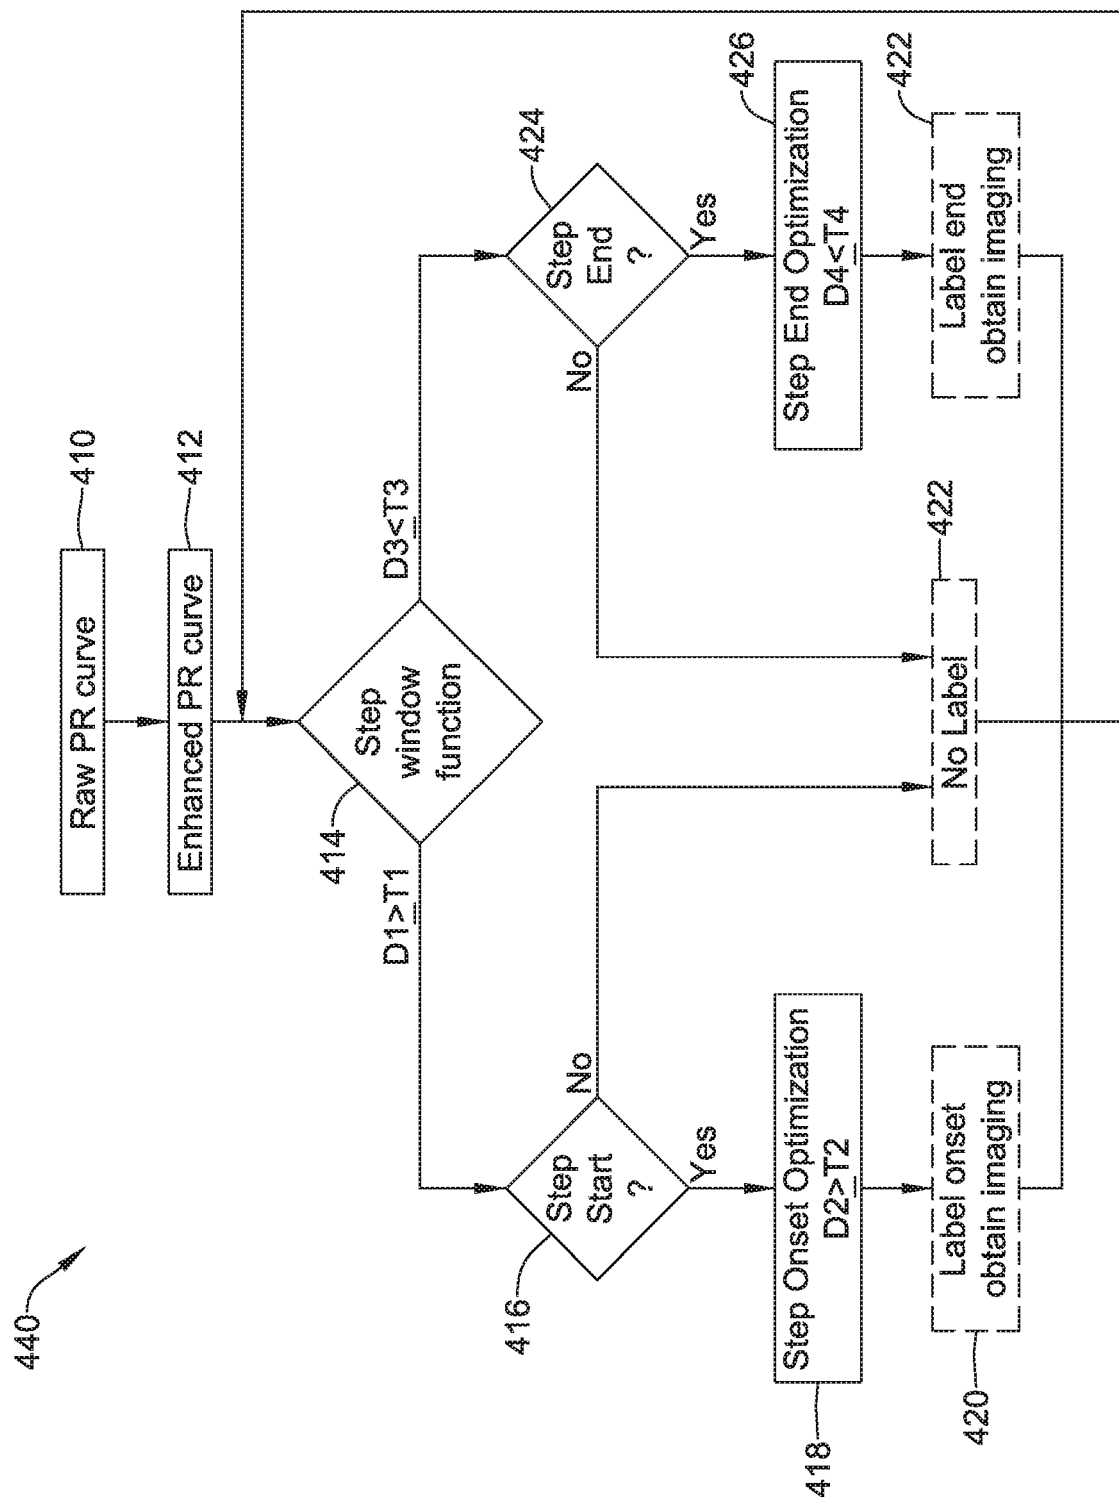 440
Raw PR curve
410
Enhanced PR curve
412
Step
window
function
414
D1≥T1
D3≤T3
Step
Start
?
416
No
Yes
Step
End
?
424
No
Yes
Step Onset Optimization
D2≥T2
418
Step End Optimization
D4≤T4
426
Label onset
obtain imaging
420
No Label
422
Label end
obtain imaging
422